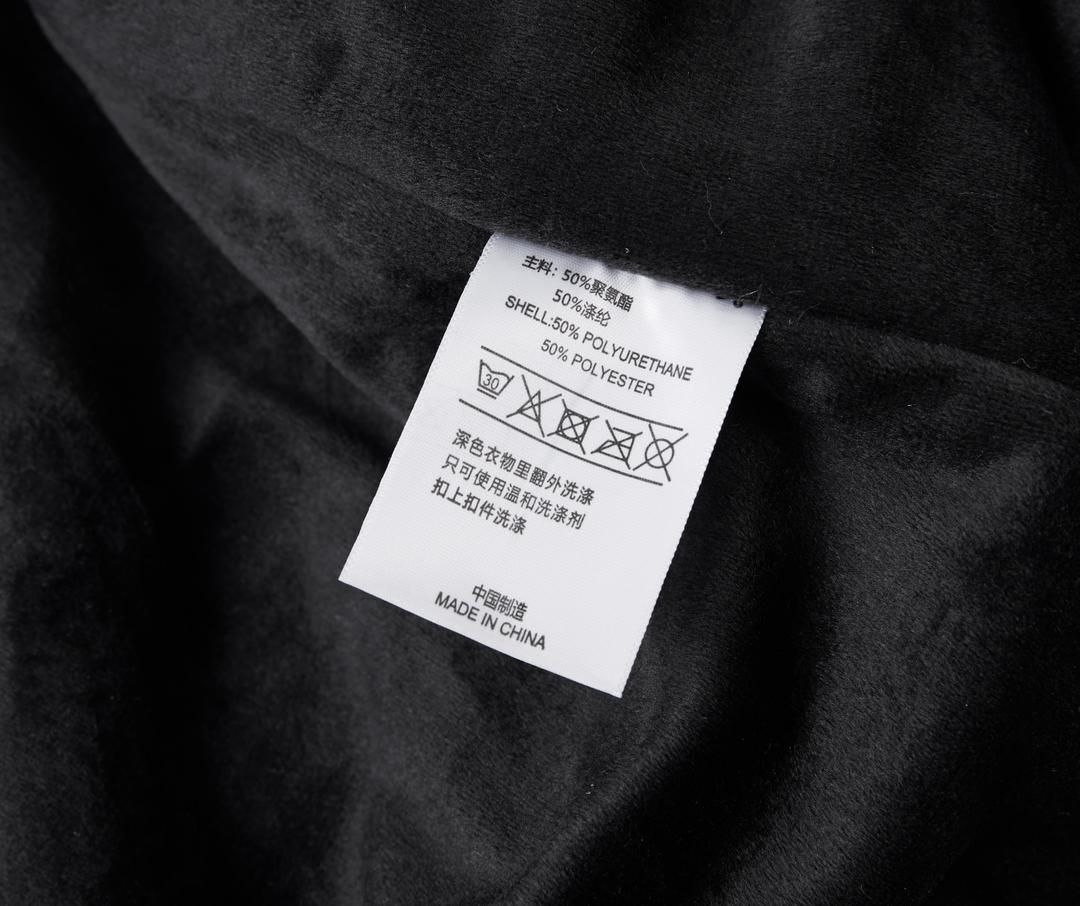 主料：50%聚氨酯
50%涤纶
SHELL:50% POLYURETHANE
50% POLYESTER
30
深色衣物里翻外洗涤
只可使用温和洗涤剂
扣上扣件洗涤
中国制造
MADE IN CHINA